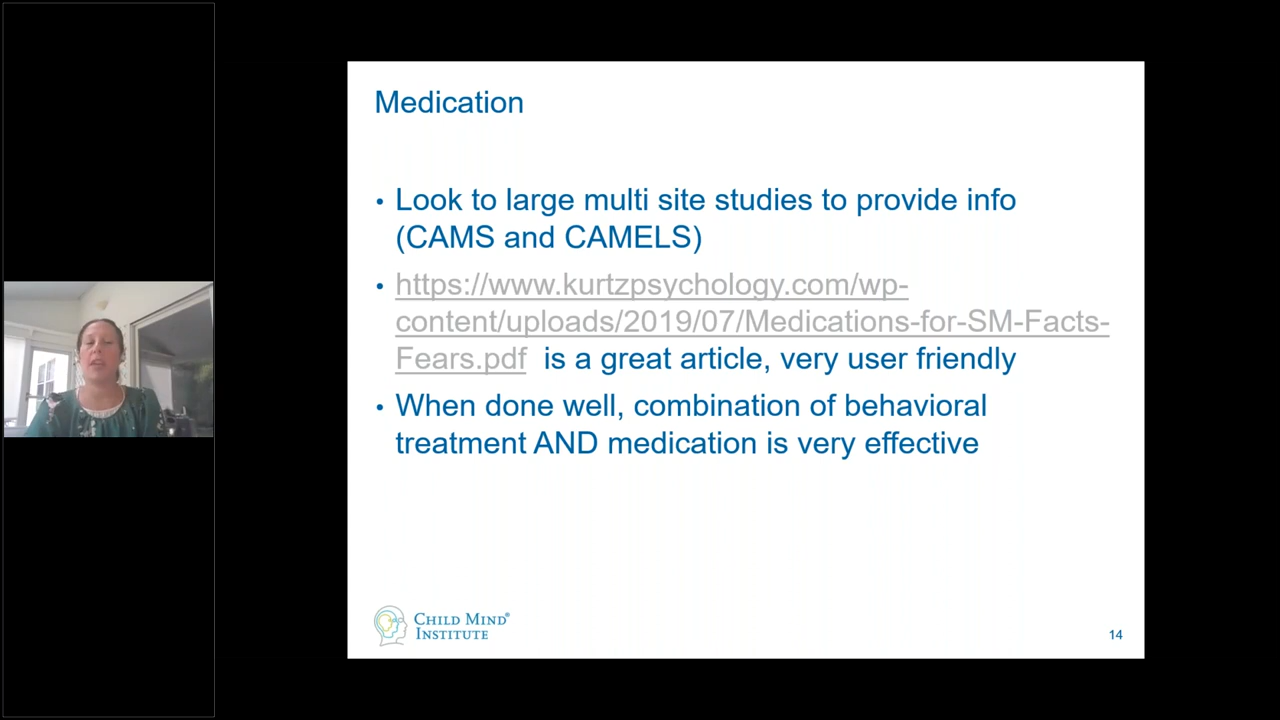 Medication
• Look to large multi site studies to provide info
(CAMS and CAMELS)
• https://www.kurtzpsychology.com/wp-
content/uploads/2019/07/Medications-for-SM-Facts-
Fears.pdf is a great article, very user friendly
• When done well, combination of behavioral
treatment AND medication is very effective
CHILD MIND®
INSTITUTE
14